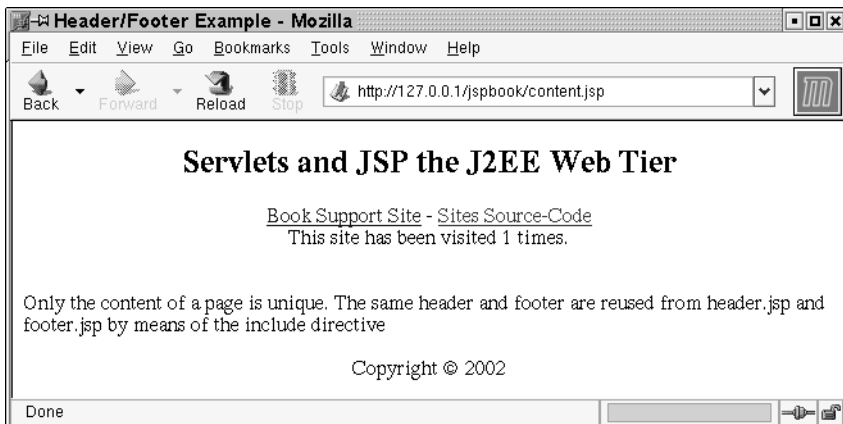 Header/Footer Example - Mozilla
File Edit View Go Bookmarks Tools Window Help
Back Forward Reload Stop http://127.0.0.1/jspbook/content.jsp
Servlets and JSP the J2EE Web Tier
Book Support Site - Sites Source-Code
This site has been visited 1 times.
Only the content of a page is unique. The same header and footer are reused from header.jsp and
footer.jsp by means of the include directive
Copyright © 2002
Done